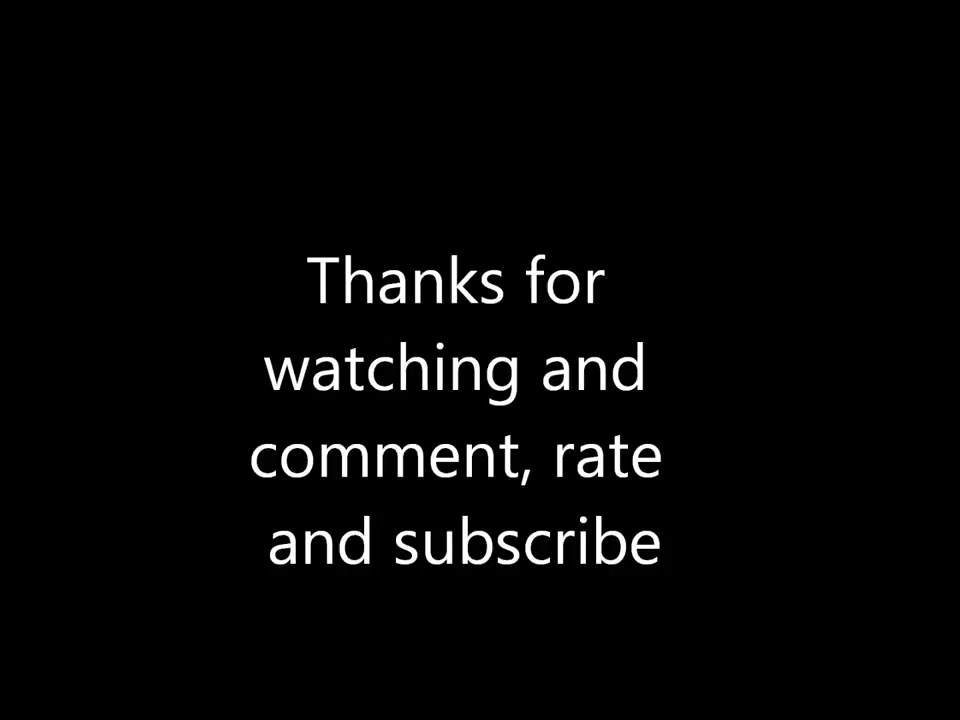 Thanks for
watching and
comment, rate
and subscribe